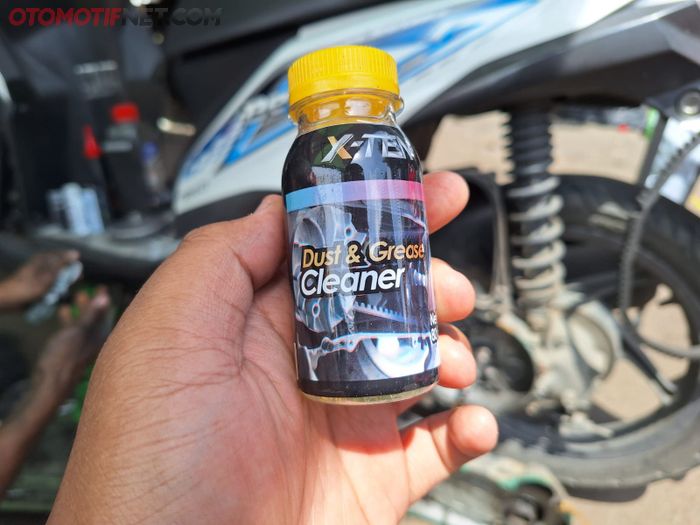 OTOMOTIFNET.COM
X-TEN
Dust & Grease
Cleaner